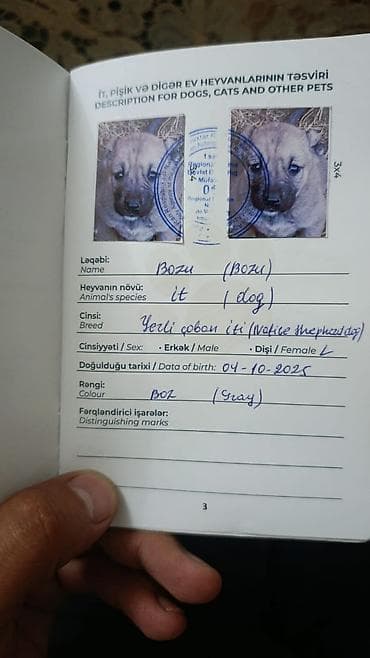 İT, PİŞİK VƏ DİGƏR EV HEYVANLARININ TƏSVİRİ
DESCRIPTION FOR DOGS, CATS AND OTHER PETS
3x4
3x4
Ləqəbi:
Name Bozu (Bozu)
Heyvanın növü:
Animal's species it (dog)
Cinsi:
Breed Yerli çoban iti (Native shepherd dog)
Cinsiyyəti / Sex: • Erkək / Male • Dişi / Female
Doğulduğu tarixi / Date of birth: 04-10-2025
Rəngi:
Colour Boz (Gray)
Fərqləndirici işarələr:
Distinguishing marks
3